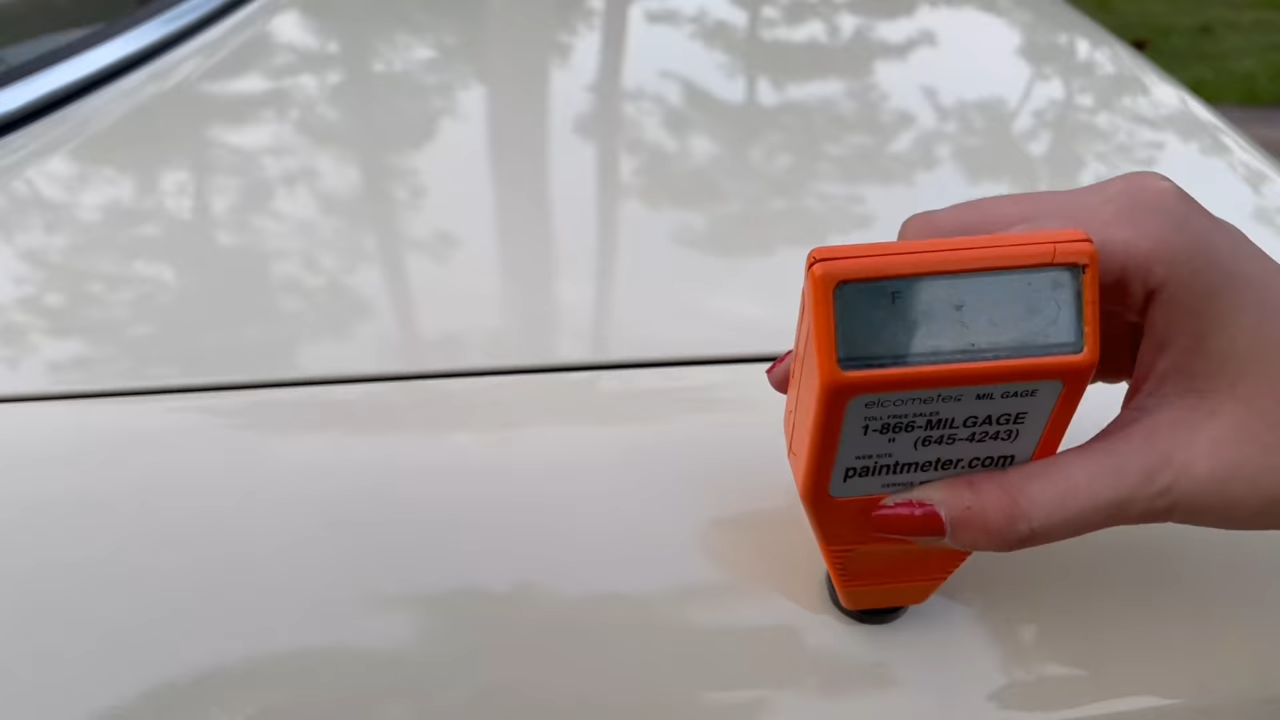 F
elcometer MIL GAGE
TOLL FREE SALES
1-866-MILGAGE
" (645-4243)
WEB SITE
paintmeter.com